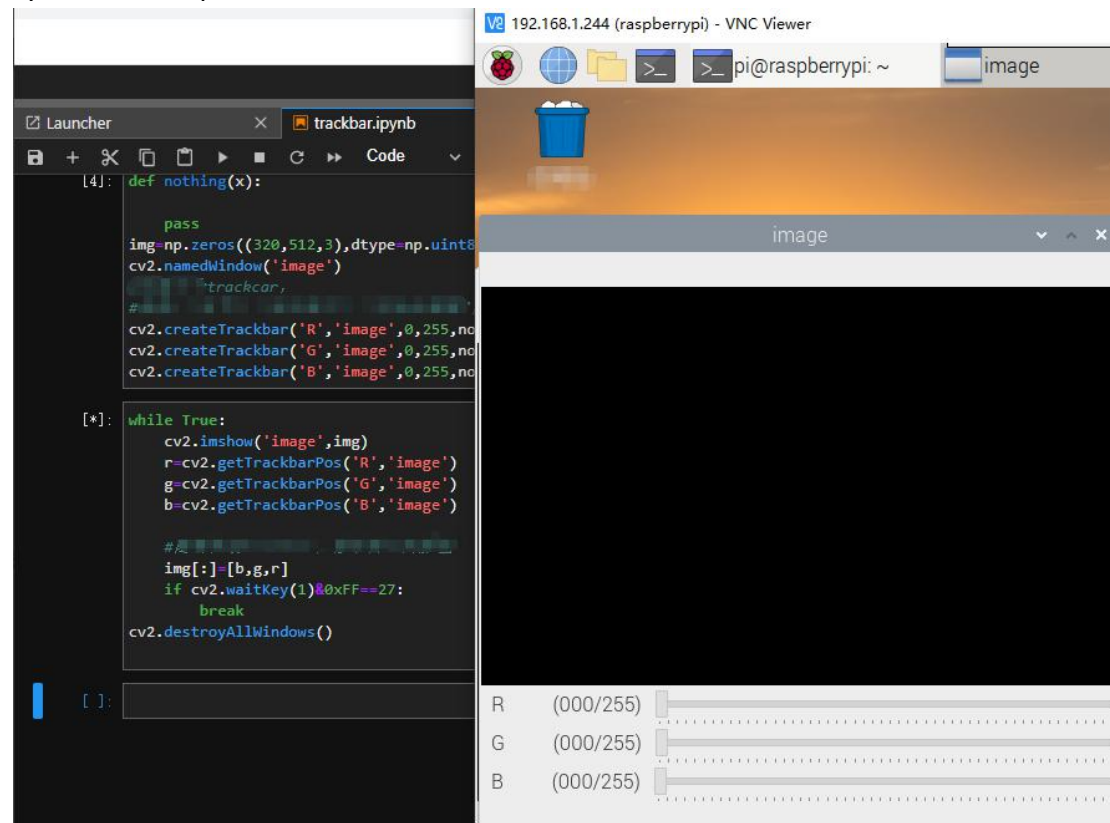 192.168.1.244 (raspberrypi) - VNC Viewer
pi@raspberrypi: ~
image
Launcher
trackbar.ipynb
Code
image
[4]:
def nothing(x):
pass
img=np.zeros((320,512,3),dtype=np.uint8
cv2.namedWindow('image')
trackcar,
#
cv2.createTrackbar('R','image',0,255,no
cv2.createTrackbar('G','image',0,255,no
cv2.createTrackbar('B','image',0,255,no
[*]:
while True:
cv2.imshow('image',img)
r=cv2.getTrackbarPos('R','image')
g=cv2.getTrackbarPos('G','image')
b=cv2.getTrackbarPos('B','image')
#
img[:]=[b,g,r]
if cv2.waitKey(1)&0xFF==27:
break
cv2.destroyAllWindows()
[ ]:
R (000/255)
G (000/255)
B (000/255)